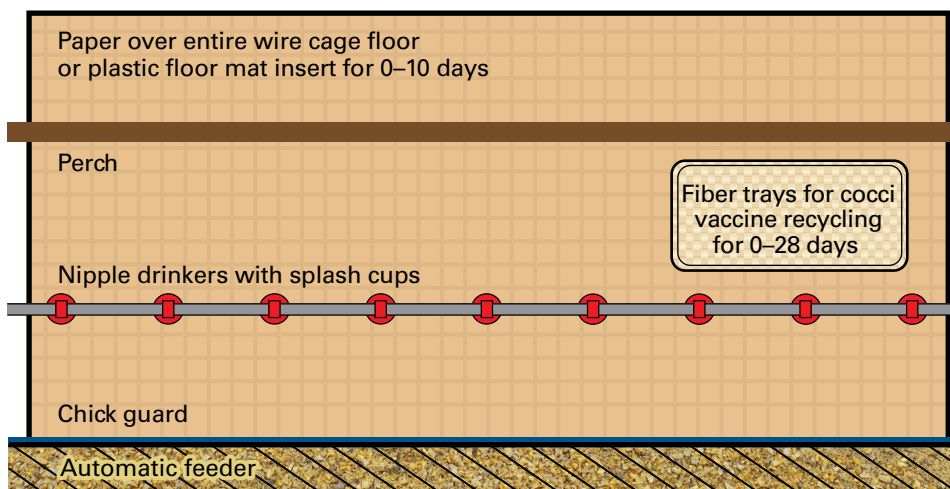 Paper over entire wire cage floor
or plastic floor mat insert for 0–10 days
Perch
Fiber trays for cocci
vaccine recycling
for 0–28 days
Nipple drinkers with splash cups
Chick guard
Automatic feeder